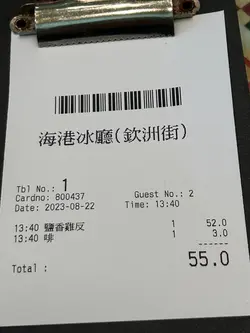 海港冰廳(欽洲街)
Tbl No.: 1
Cardno: 800437 Guest No.: 2
Date: 2023-08-22 Time: 13:40
13:40 鹽香雞反 1 52.0
13:40 啡 1 3.0
Total : 55.0